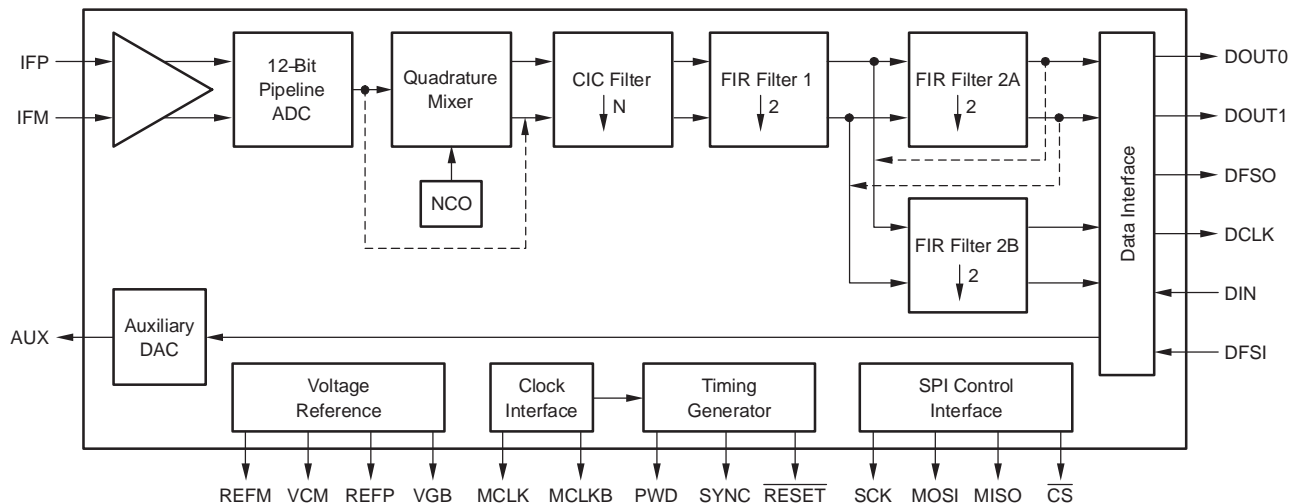 IFP
IFM
12–Bit
Pipeline
ADC
Quadrature
Mixer
NCO
CIC Filter
N
FIR Filter 1
2
FIR Filter 2A
2
FIR Filter 2B
2
Data Interface
DOUT0
DOUT1
DFSO
DCLK
DIN
DFSI
AUX
Auxiliary
DAC
Voltage
Reference
Clock
Interface
Timing
Generator
SPI Control
Interface
REFM
VCM
REFP
VGB
MCLK
MCLKB
PWD
SYNC
RESET
SCK
MOSI
MISO
CS